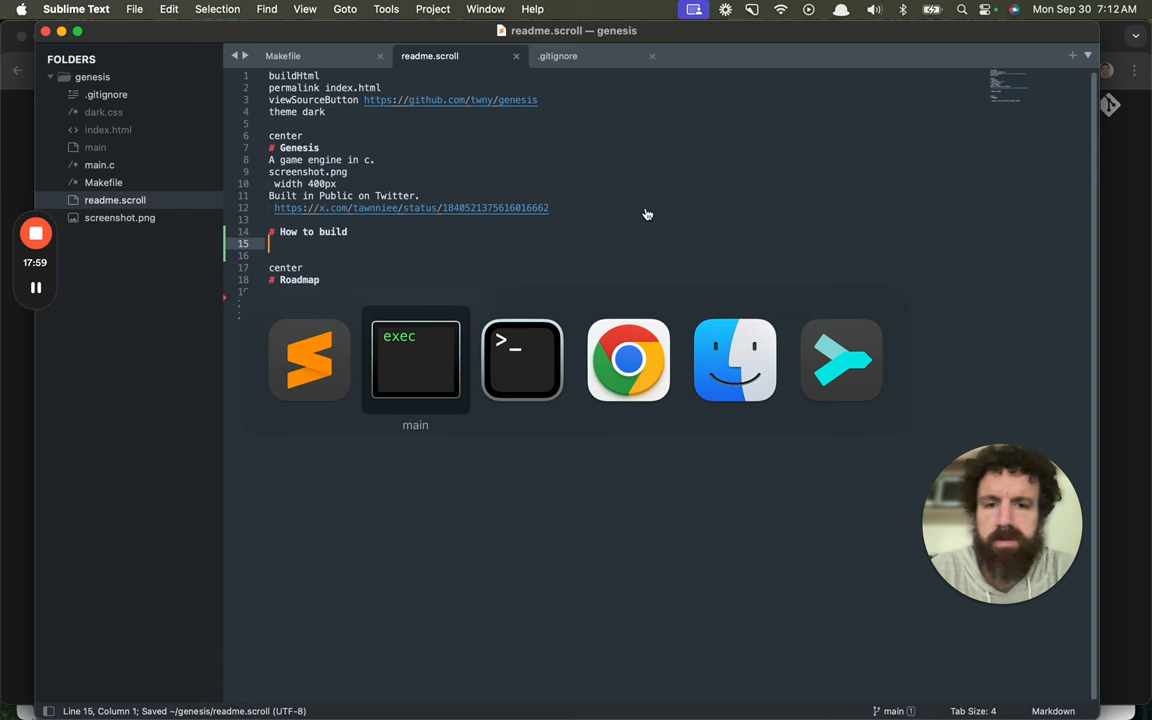 Sublime Text File Edit Selection Find View Goto Tools Project Window Help Mon Sep 30 7:12 AM
readme.scroll — genesis
FOLDERS
genesis
.gitignore
dark.css
index.html
main
main.c
Makefile
readme.scroll
screenshot.png
17:59
Makefile readme.scroll .gitignore
1 buildHtml
2 permalink index.html
3 viewSourceButton https://github.com/twny/genesis
4 theme dark
5
6 center
7 # Genesis
8 A game engine in c.
9 screenshot.png
10 width 400px
11 Built in Public on Twitter.
12 https://x.com/tawnniee/status/1840521375616016662
13
14 # How to build
15
16
17 center
18 # Roadmap
exec
>_
main
Line 15, Column 1; Saved ~/genesis/readme.scroll (UTF-8) main 1 Tab Size: 4 Markdown